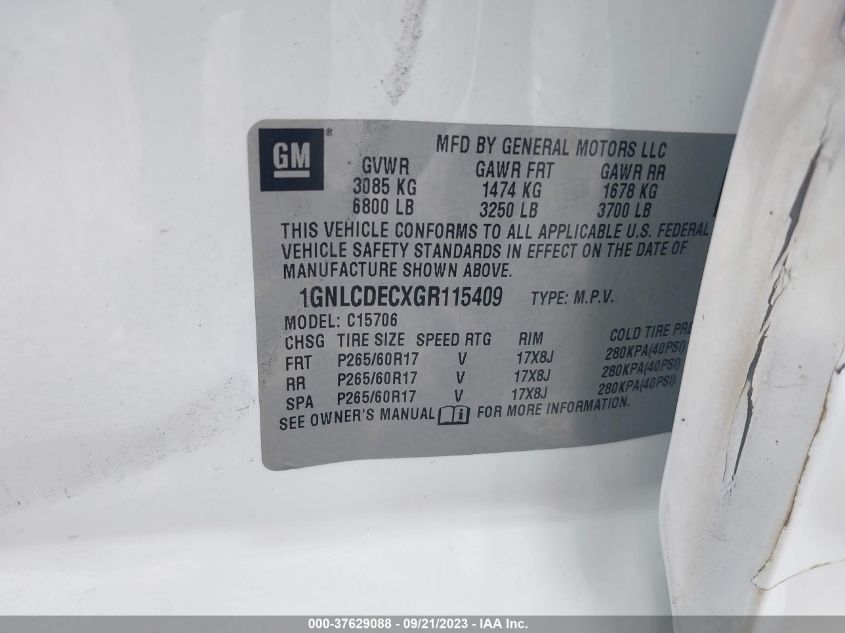 GM ®
MFD BY GENERAL MOTORS LLC
GVWR GAWR FRT GAWR RR
3085 KG 1474 KG 1678 KG
6800 LB 3250 LB 3700 LB
THIS VEHICLE CONFORMS TO ALL APPLICABLE U.S. FEDERAL
VEHICLE SAFETY STANDARDS IN EFFECT ON THE DATE OF
MANUFACTURE SHOWN ABOVE.
1GNLCDECXGR115409 TYPE: M.P.V.
MODEL: C15706
CHSG TIRE SIZE SPEED RTG RIM COLD TIRE PRE
FRT P265/60R17 V 17X8J 280KPA(40PSI)
RR P265/60R17 V 17X8J 280KPA(40PSI)
SPA P265/60R17 V 17X8J 280KPA(40PSI)
SEE OWNER'S MANUAL FOR MORE INFORMATION.
000-37629088 - 09/21/2023 - IAA Inc.